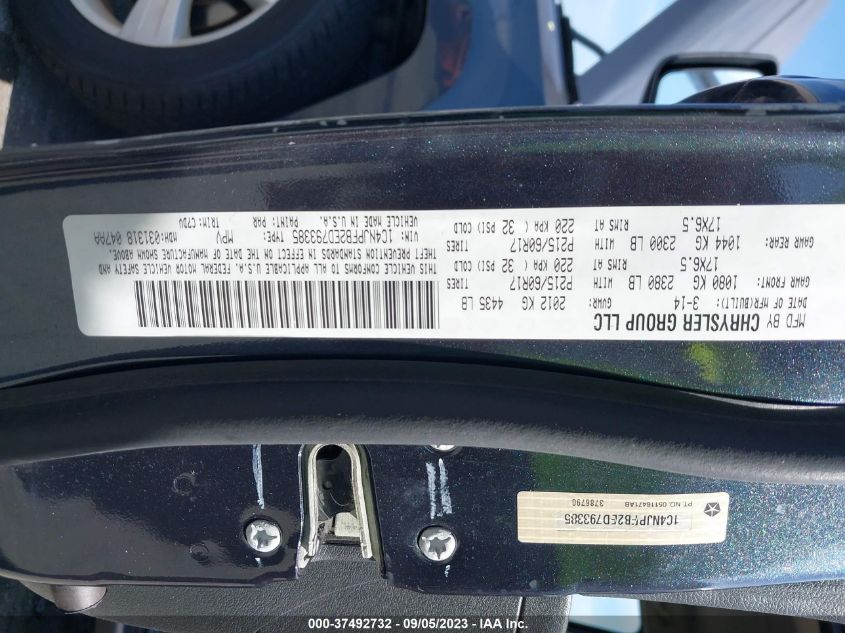 MFD BY CHRYSLER GROUP LLC
DATE OF MFR(BUILT): 3-14 GVWR: 2012 KG 4435 LB
GAWR FRONT: 1080 KG 2380 LB WITH P215/60R17 TIRES
17X6.5 RIMS AT 220 KPA ( 32 PSI) COLD
GAWR REAR: 1044 KG 2300 LB WITH P215/60R17 TIRES
17X6.5 RIMS AT 220 KPA ( 32 PSI) COLD
THIS VEHICLE CONFORMS TO ALL APPLICABLE U.S.A. FEDERAL MOTOR VEHICLE SAFETY AND
THEFT PREVENTION STANDARDS IN EFFECT ON THE DATE OF MANUFACTURE SHOWN ABOVE.
VIN: 1C4NJPFB2ED793385 TYPE: MPV MDH:031318 047AA
VEHICLE MADE IN U.S.A. PAINT: PAR TRIM:C7DV
1C4NJPFB2ED793385
3786790
PT NO.05116471AB
000-37492732 - 09/05/2023 - IAAI.COM